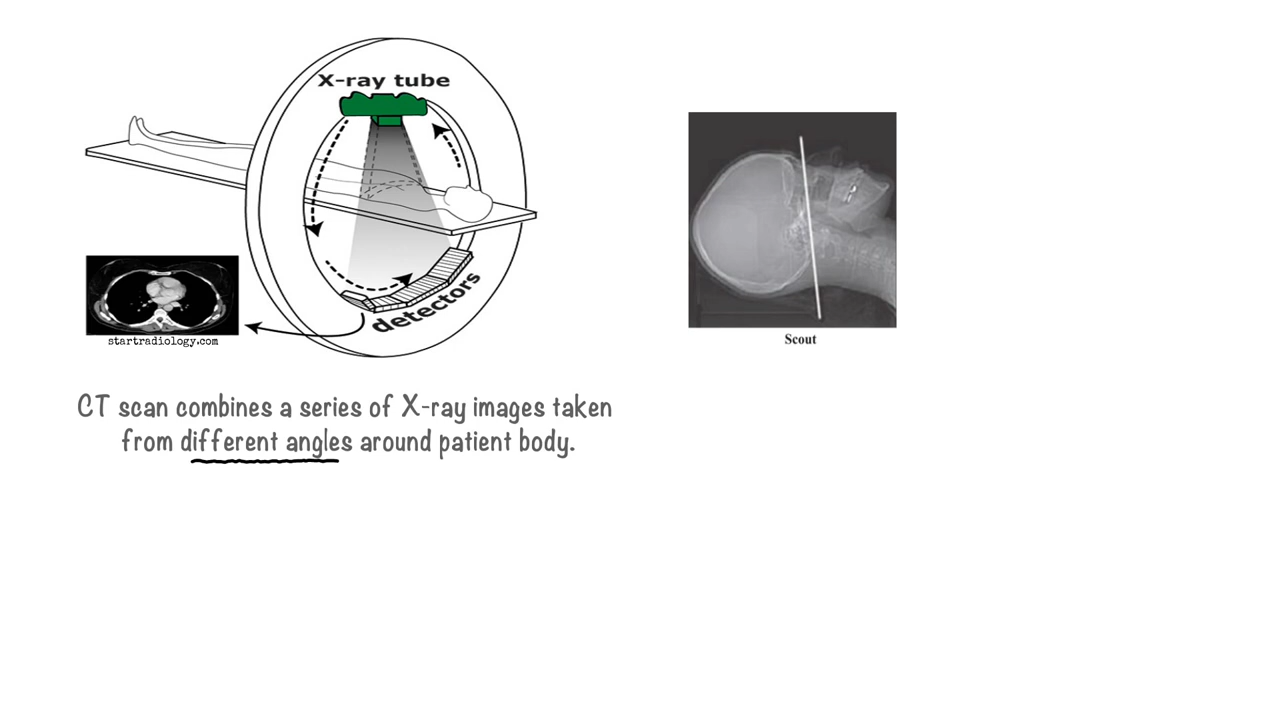 X-ray tube
detectors
startradiology.com
Scout
CT scan combines a series of X-ray images taken
from different angles around patient body.